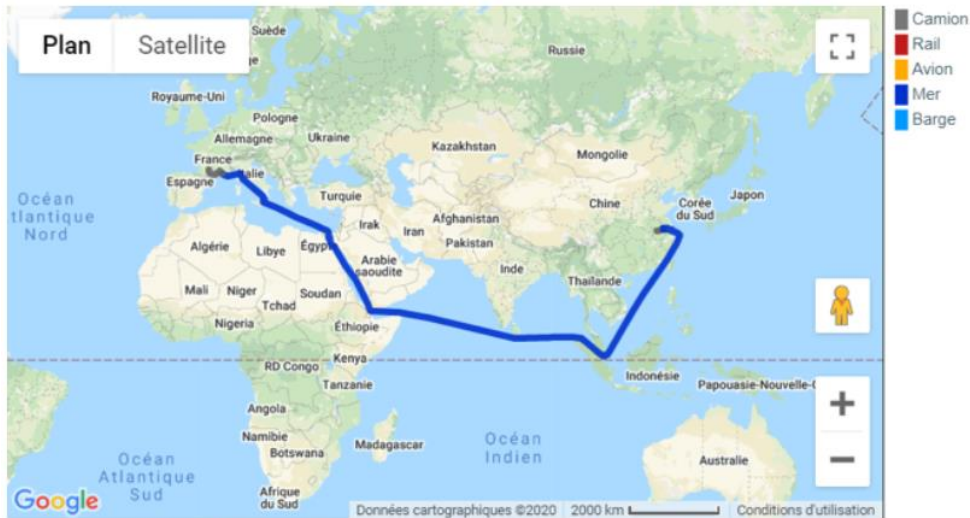 Plan
Satellite
Camion
Rail
Avion
Mer
Barge
Suède
Russie
Royaume-Uni
Pologne
Allemagne
Ukraine
Kazakhstan
Mongolie
France
Italie
Espagne
Océan
tlantique
Nord
Turquie
Chine
Corée
du Sud
Japon
Afghanistan
Irak
Iran
Pakistan
Algérie
Libye
Égypt
Arabie
saoudite
Inde
Thaïlande
Mali
Niger
Tchad
Soudan
Nigeria
Éthiopie
Kenya
RD Congo
Tanzanie
Indonésie
Papouasie-Nouvelle-G
Angola
Namibie
Botswana
Madagascar
Océan
Indien
Australie
Océan
Atlantique
Sud
Afrique
du Sud
Google
Données cartographiques ©2020
2000 km
Conditions d'utilisation